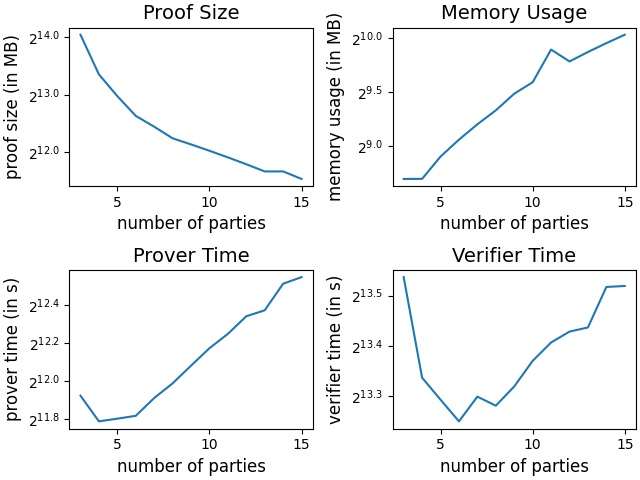 Proof Size
proof size (in MB)
2^14.0
2^13.0
2^12.0
5 10 15
number of parties
Memory Usage
memory usage (in MB)
2^10.0
2^9.5
2^9.0
5 10 15
number of parties
Prover Time
prover time (in s)
2^12.4
2^12.2
2^12.0
2^11.8
5 10 15
number of parties
Verifier Time
verifier time (in s)
2^13.5
2^13.4
2^13.3
5 10 15
number of parties